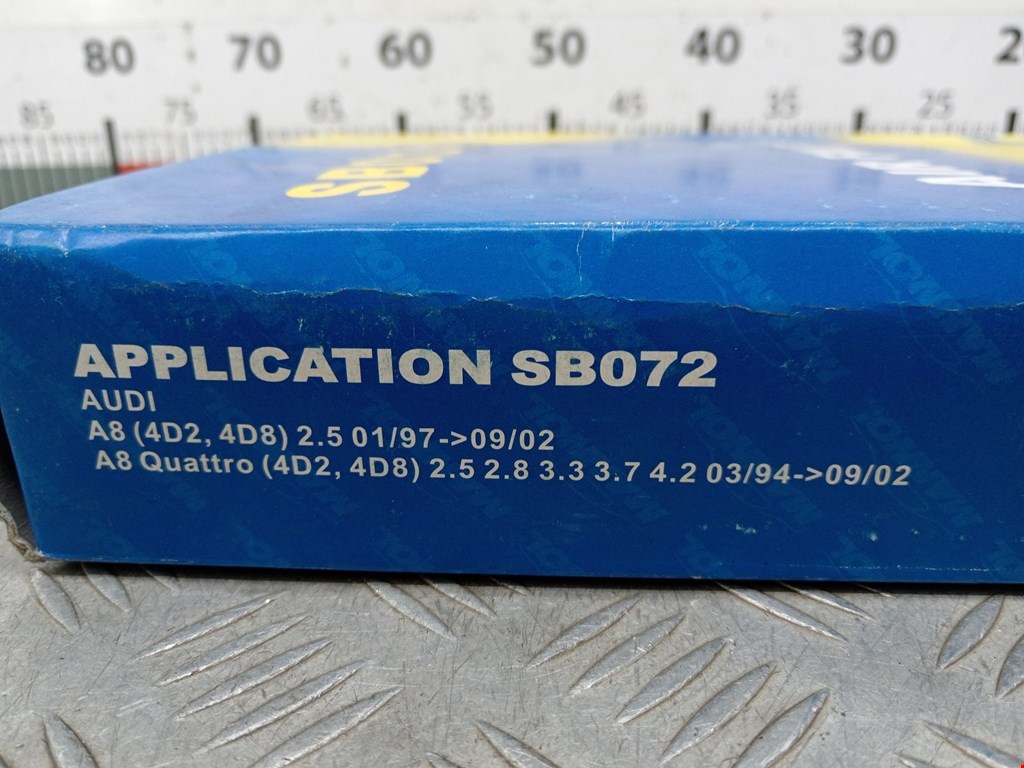 80 70 60 50 40 30
85 75 65 55 45 35 25
APPLICATION SB072
AUDI
A8 (4D2, 4D8) 2.5 01/97->09/02
A8 Quattro (4D2, 4D8) 2.5 2.8 3.3 3.7 4.2 03/94->09/02